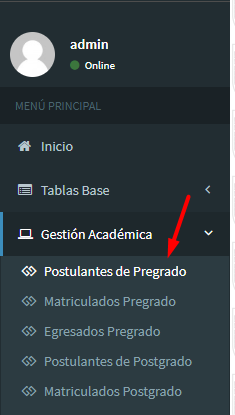 admin
Online
MENÚ PRINCIPAL
Inicio
Tablas Base
Gestión Académica
Postulantes de Pregrado
Matriculados Pregrado
Egresados Pregrado
Postulantes de Postgrado
Matriculados Postgrado